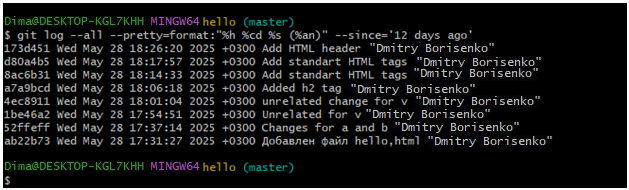 Dima@DESKTOP-KGL7KHH MINGW64 hello (master)
$ git log --all --pretty=format:"%h %cd %s (%an)" --since='12 days ago'
173d451 Wed May 28 18:26:20 2025 +0300 Add HTML header "Dmitry Borisenko"
d80a4b5 Wed May 28 18:17:57 2025 +0300 Add standart HTML tags "Dmitry Borisenko"
8ac6b31 Wed May 28 18:14:33 2025 +0300 Add standart HTML tags "Dmitry Borisenko"
a7a9bcd Wed May 28 18:06:18 2025 +0300 Added h2 tag "Dmitry Borisenko"
4ec8911 Wed May 28 18:01:04 2025 +0300 unrelated change for v "Dmitry Borisenko"
1be46a2 Wed May 28 17:54:51 2025 +0300 Unrelated for v "Dmitry Borisenko"
52ffeff Wed May 28 17:37:14 2025 +0300 Changes for a and b "Dmitry Borisenko"
ab22b73 Wed May 28 17:31:27 2025 +0300 Добавлен файл hello,html "Dmitry Borisenko"
Dima@DESKTOP-KGL7KHH MINGW64 hello (master)
$